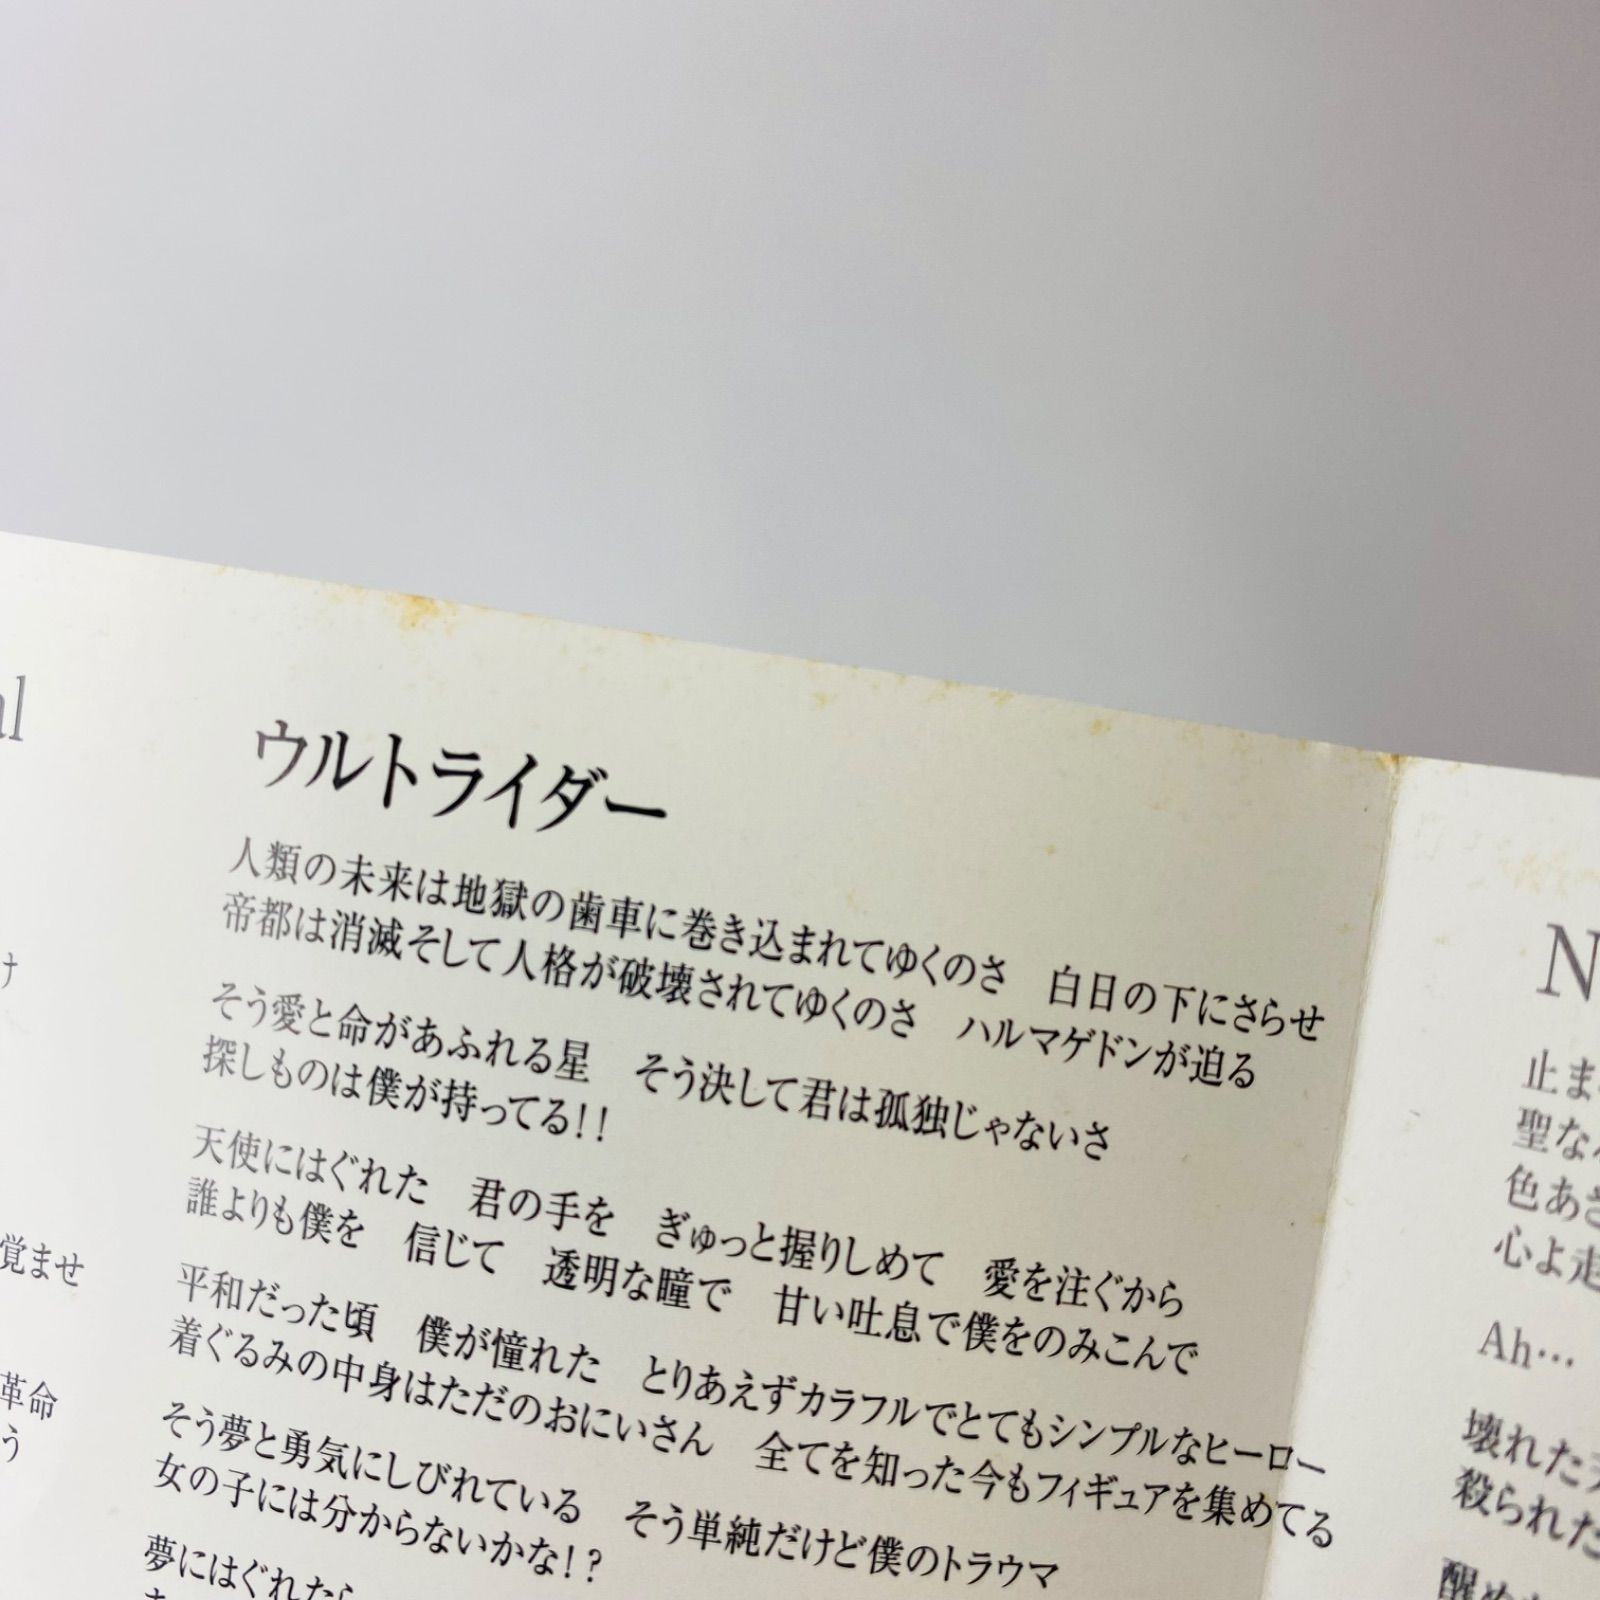 al
け
覚ませ
革命
う
ウルトライダー
人類の未来は地獄の歯車に巻き込まれてゆくのさ　白日の下にさらせ
帝都は消滅そして人格が破壊されてゆくのさ　ハルマゲドンが迫る
そう愛と命があふれる星　そう決して君は孤独じゃないさ
探しものは僕が持ってる!!
天使にはぐれた　君の手を　ぎゅっと握りしめて　愛を注ぐから
誰よりも僕を　信じて　透明な瞳で　甘い吐息で僕をのみこんで
平和だった頃　僕が憧れた　とりあえずカラフルでとてもシンプルなヒーロー
着ぐるみの中身はただのおにいさん　全てを知った今もフィギュアを集めてる
そう夢と勇気にしびれている　そう単純だけど僕のトラウマ
女の子には分からないかな!?
夢にはぐれたら
N
止ま
聖な
色あさ
心よ走
Ah…
壊れた
殺られた
醒め